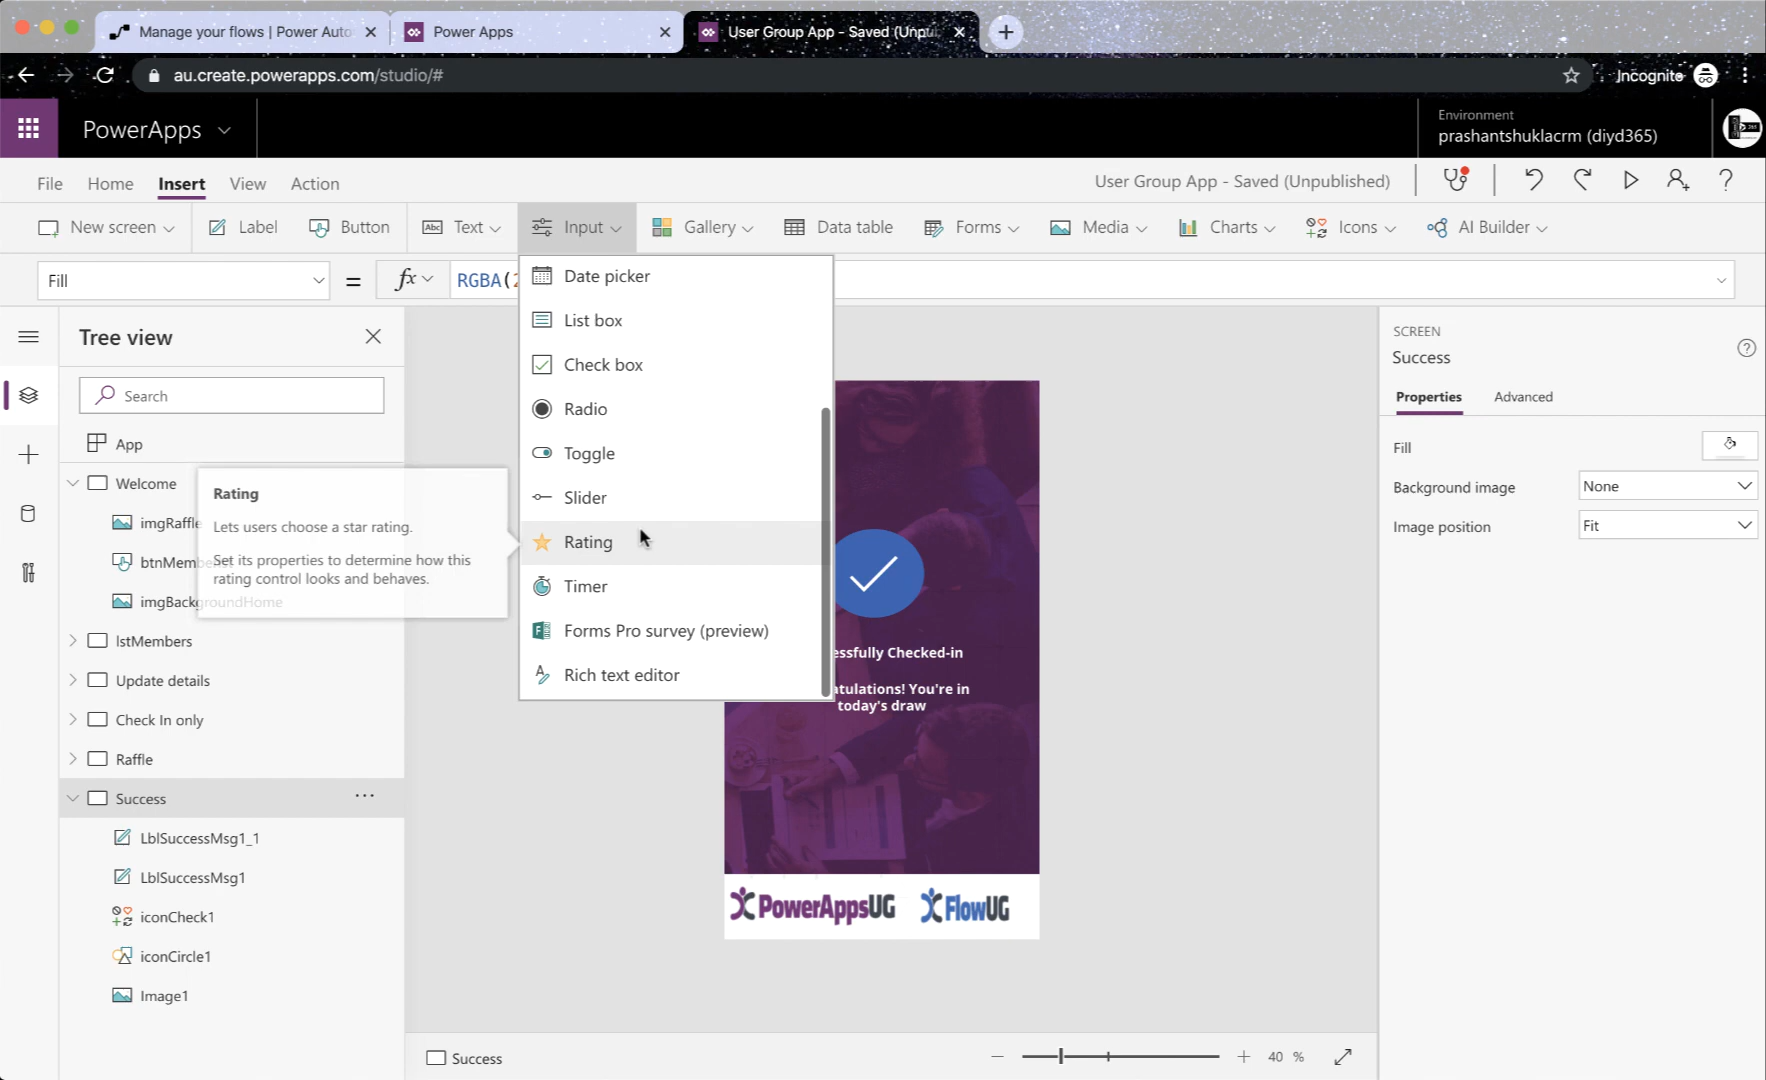 Manage your flows | Power Auto
Power Apps
User Group App - Saved (Unpu
au.create.powerapps.com/studio/#
Incognito
PowerApps
Environment
prashantshuklacrm (diyd365)
File
Home
Insert
View
Action
User Group App - Saved (Unpublished)
New screen
Label
Button
Text
Input
Gallery
Data table
Forms
Media
Charts
Icons
AI Builder
Fill
=
fx
RGBA(2
Tree view
Search
App
Welcome
imgRaffle
btnMemb
imgBackgroundHome
lstMembers
Update details
Check In only
Raffle
Success
LblSuccessMsg1_1
LblSuccessMsg1
iconCheck1
iconCircle1
Image1
Rating
Lets users choose a star rating.
Set its properties to determine how this
rating control looks and behaves.
Date picker
List box
Check box
Radio
Toggle
Slider
Rating
Timer
Forms Pro survey (preview)
Rich text editor
essfully Checked-in
atulations! You're in
today's draw
PowerAppsUG
FlowUG
SCREEN
Success
Properties
Advanced
Fill
Background image
None
Image position
Fit
Success
40 %